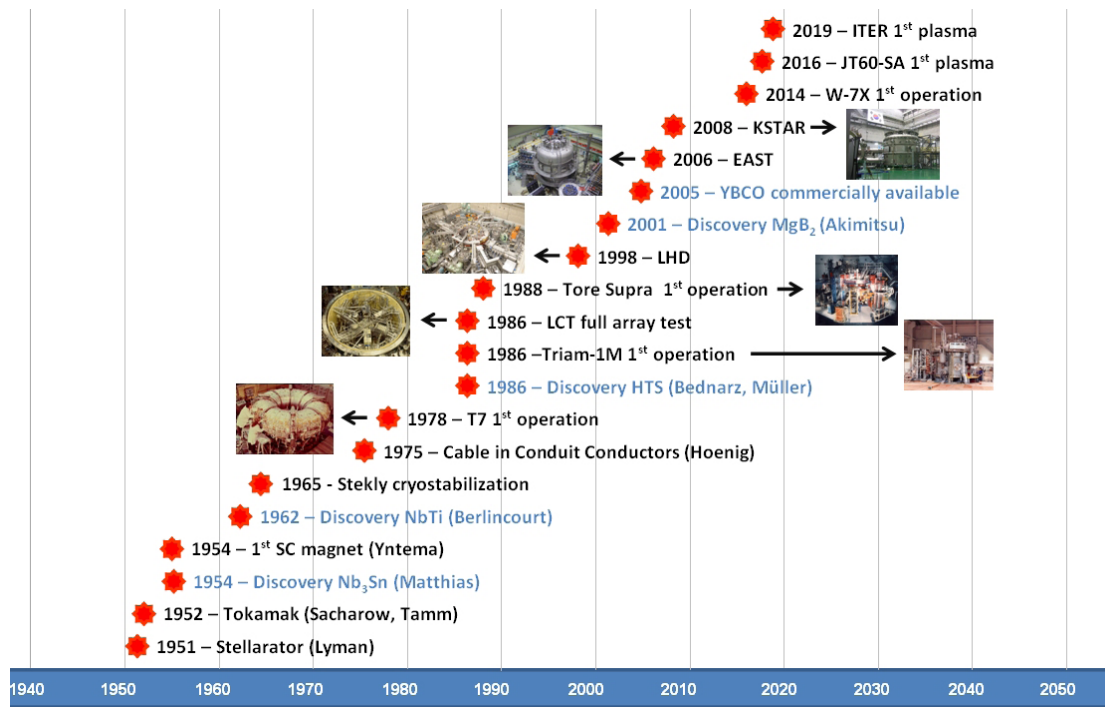 2019 – ITER 1st plasma
2016 – JT60-SA 1st plasma
2014 – W-7X 1st operation
2008 – KSTAR
2006 – EAST
2005 – YBCO commercially available
2001 – Discovery MgB2 (Akimitsu)
1998 – LHD
1988 – Tore Supra 1st operation
1986 – LCT full array test
1986 –Triam-1M 1st operation
1986 – Discovery HTS (Bednarz, Müller)
1978 – T7 1st operation
1975 – Cable in Conduit Conductors (Hoenig)
1965 - Stekly cryostabilization
1962 – Discovery NbTi (Berlincourt)
1954 – 1st SC magnet (Yntema)
1954 – Discovery Nb3Sn (Matthias)
1952 – Tokamak (Sacharow, Tamm)
1951 – Stellarator (Lyman)
1940 1950 1960 1970 1980 1990 2000 2010 2020 2030 2040 2050